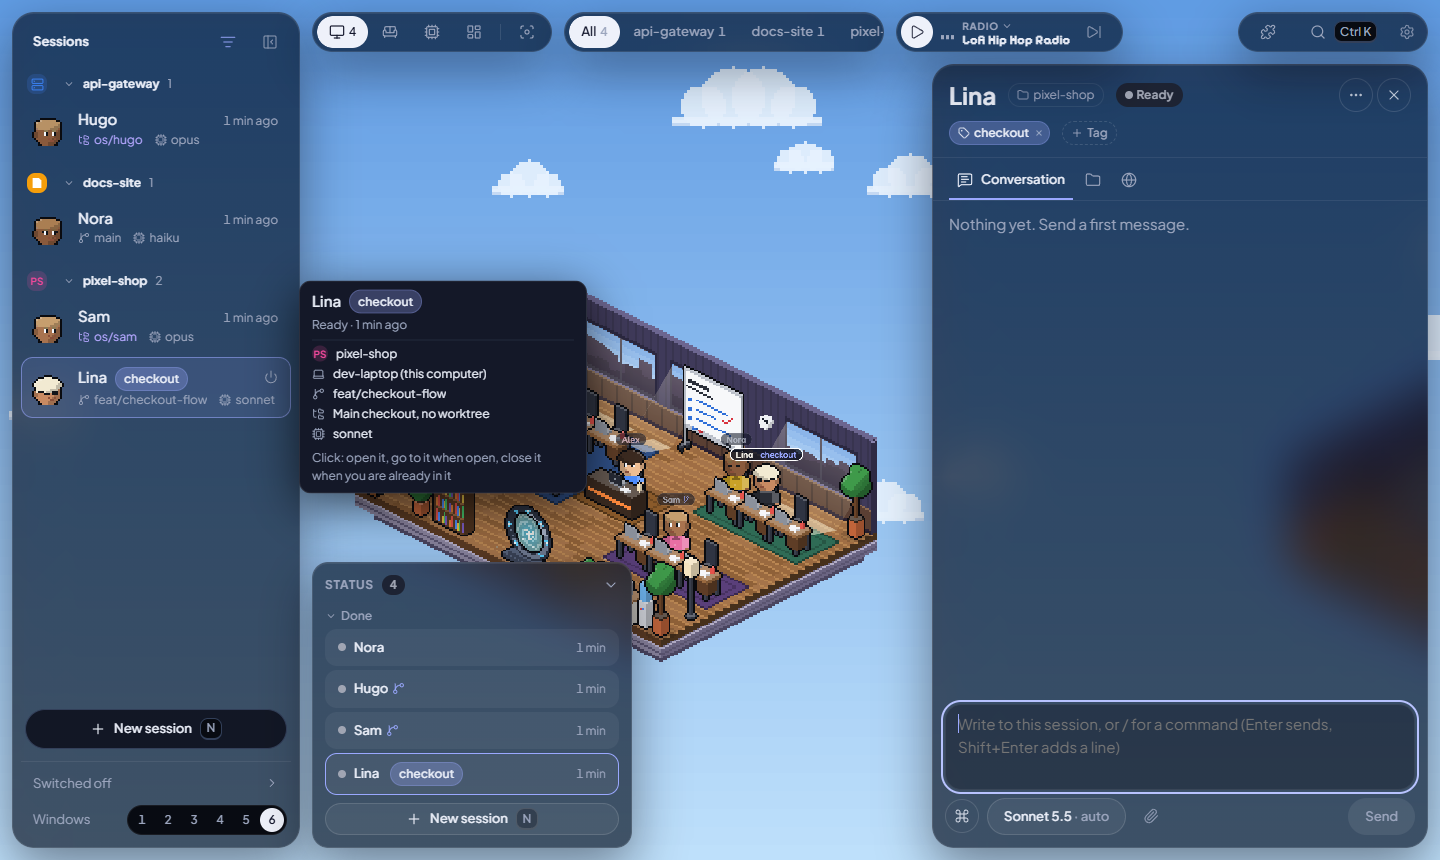 Sessions
api-gateway 1
Hugo 1 min ago
os/hugo opus
docs-site 1
Nora 1 min ago
main haiku
PS pixel-shop 2
Sam 1 min ago
os/sam opus
Lina checkout
feat/checkout-flow sonnet
+ New session N
Switched off
Windows 1 2 3 4 5 6
4
All 4 api-gateway 1 docs-site 1 pixel-
RADIO
Lofi Hip Hop Radio
Ctrl K
Lina checkout
Ready · 1 min ago
PS pixel-shop
dev-laptop (this computer)
feat/checkout-flow
Main checkout, no worktree
sonnet
Click: open it, go to it when open, close it
when you are already in it
Alex
Nora
Lina checkout
Sam
STATUS 4
Done
Nora 1 min
Hugo 1 min
Sam 1 min
Lina checkout 1 min
+ New session N
Lina pixel-shop Ready
checkout × + Tag
Conversation
Nothing yet. Send a first message.
Write to this session, or / for a command (Enter sends,
Shift+Enter adds a line)
Sonnet 5.5 · auto
Send